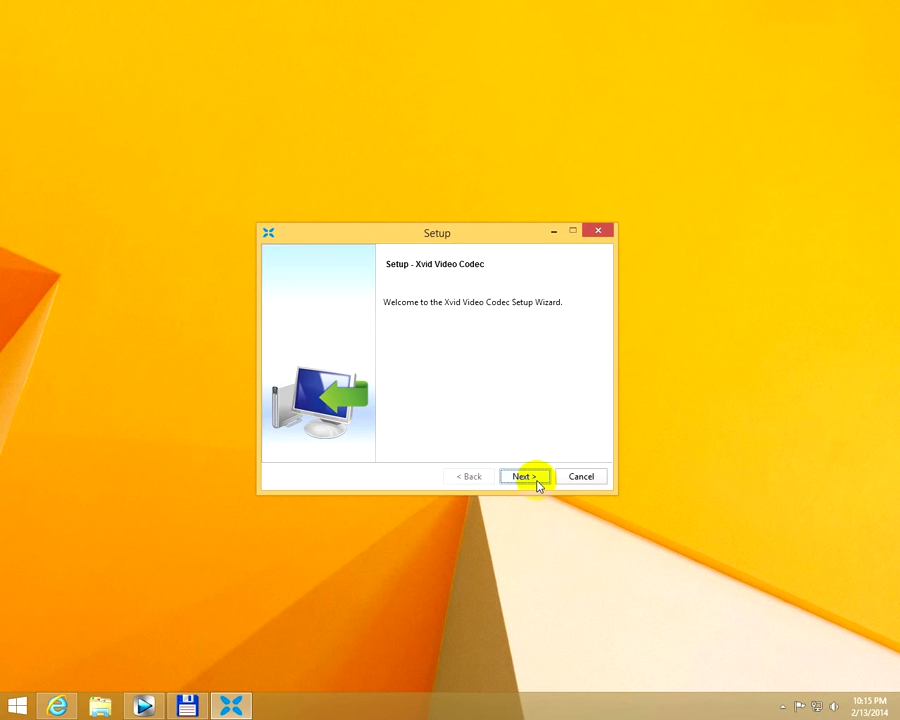 Setup
Setup - Xvid Video Codec
Welcome to the Xvid Video Codec Setup Wizard.
< Back
Next >
Cancel
10:15 PM
2/13/2014